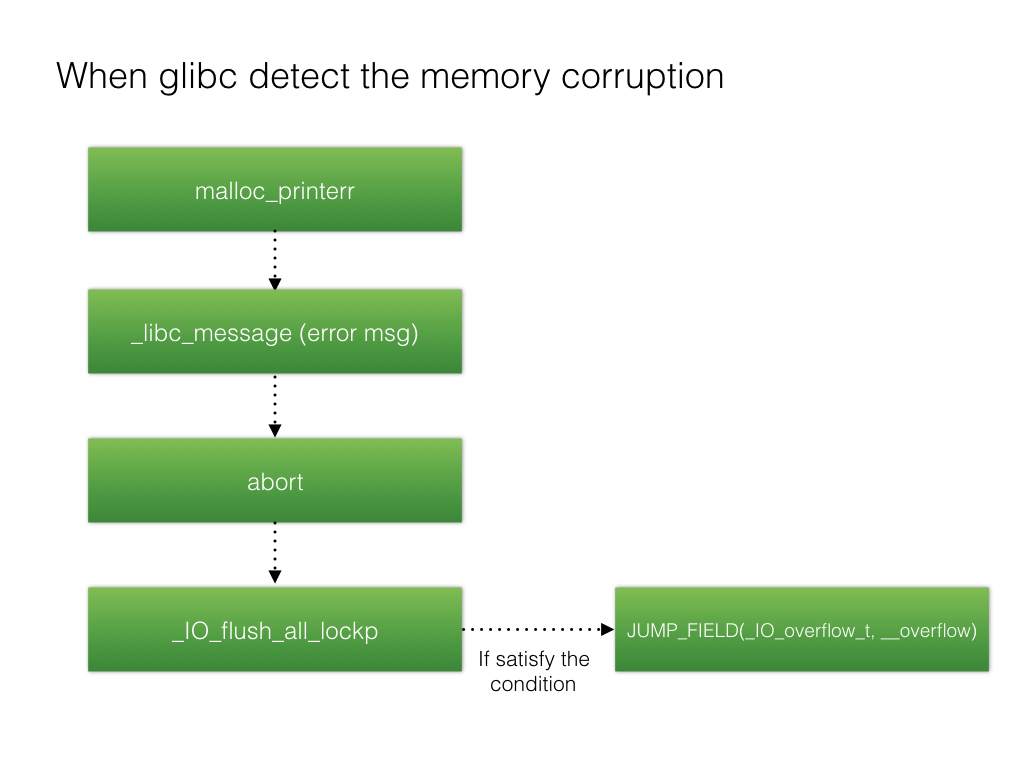 When glibc detect the memory corruption
malloc_printerr
_libc_message (error msg)
abort
_IO_flush_all_lockp
JUMP_FIELD(_IO_overflow_t, __overflow)
If satisfy the
condition